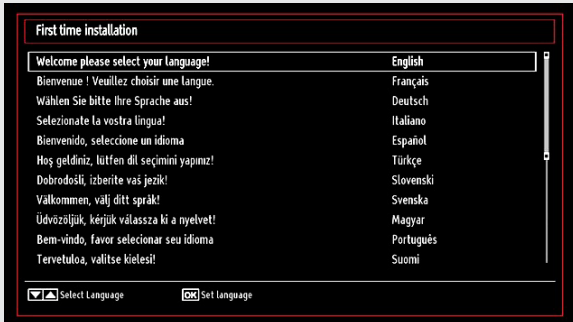 First time installation
Welcome please select your language! English
Bienvenue ! Veuillez choisir une langue. Français
Wählen Sie bitte Ihre Sprache aus! Deutsch
Selezionate la vostra lingua! Italiano
Bienvenido, seleccione un idioma Español
Hoş geldiniz, lütfen dil seçimini yapınız! Türkçe
Dobrodošli, izberite vaš jezik! Slovenski
Välkommen, välj ditt språk! Svenska
Üdvözöljük, kérjük válassza ki a nyelvet! Magyar
Bem-vindo, favor selecionar seu idioma Português
Tervetuloa, valitse kielesi! Suomi
Select Language OK Set language